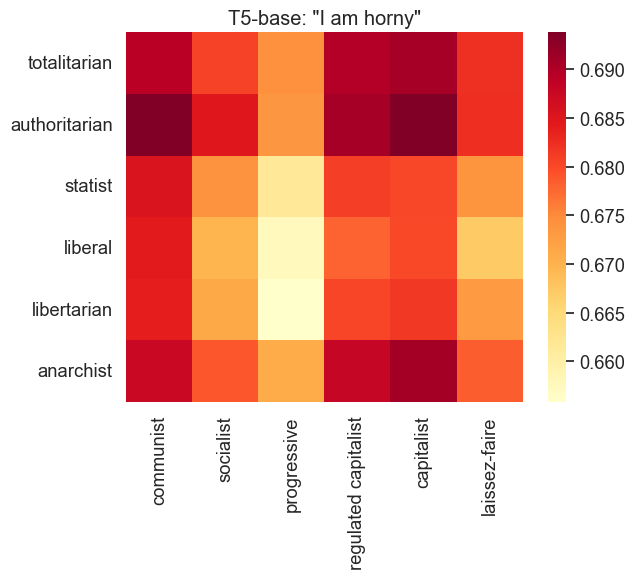 T5-base: "I am horny"
totalitarian
authoritarian
statist
liberal
libertarian
anarchist
communist
socialist
progressive
regulated capitalist
capitalist
laissez-faire
0.690
0.685
0.680
0.675
0.670
0.665
0.660